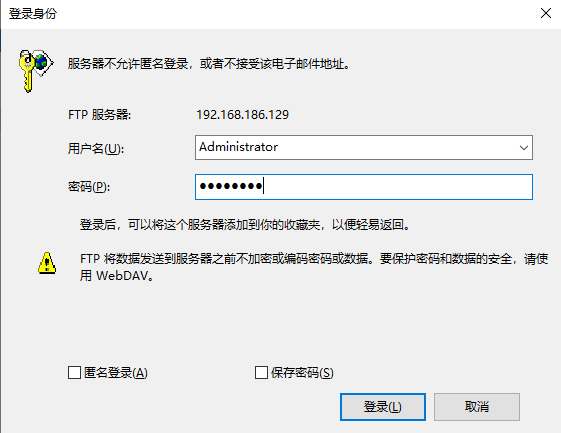 登录身份
服务器不允许匿名登录，或者不接受该电子邮件地址。
FTP 服务器: 192.168.186.129
用户名(U): Administrator
密码(P): ●●●●●●●●
登录后，可以将这个服务器添加到你的收藏夹，以便轻易返回。
FTP 将数据发送到服务器之前不加密或编码密码或数据。要保护密码和数据的安全，请使
用 WebDAV。
匿名登录(A) 保存密码(S)
登录(L) 取消